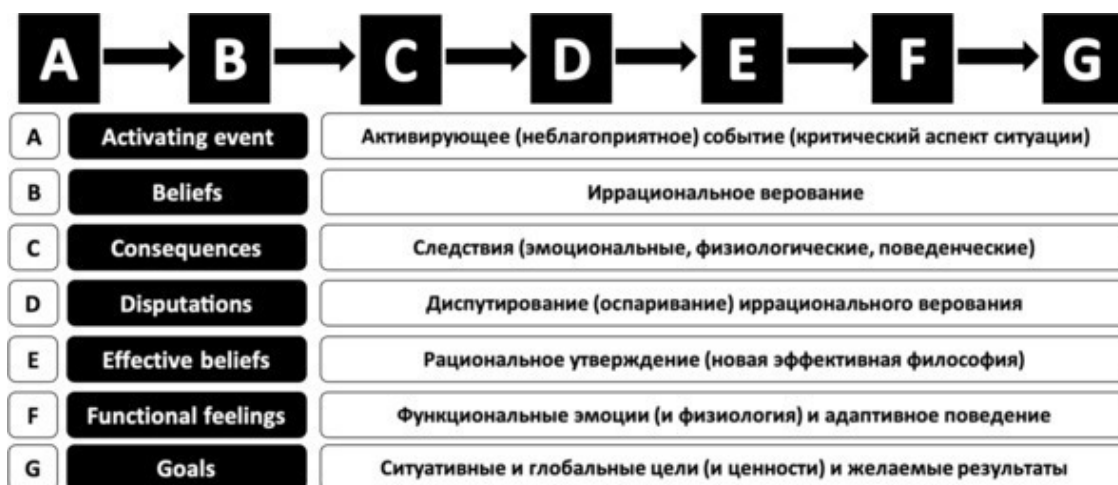 A B C D E F G
A Activating event Активирующее (неблагоприятное) событие (критический аспект ситуации)
B Beliefs Иррациональное верование
C Consequences Следствия (эмоциональные, физиологические, поведенческие)
D Disputations Диспутирование (оспаривание) иррационального верования
E Effective beliefs Рациональное утверждение (новая эффективная философия)
F Functional feelings Функциональные эмоции (и физиология) и адаптивное поведение
G Goals Ситуативные и глобальные цели (и ценности) и желаемые результаты